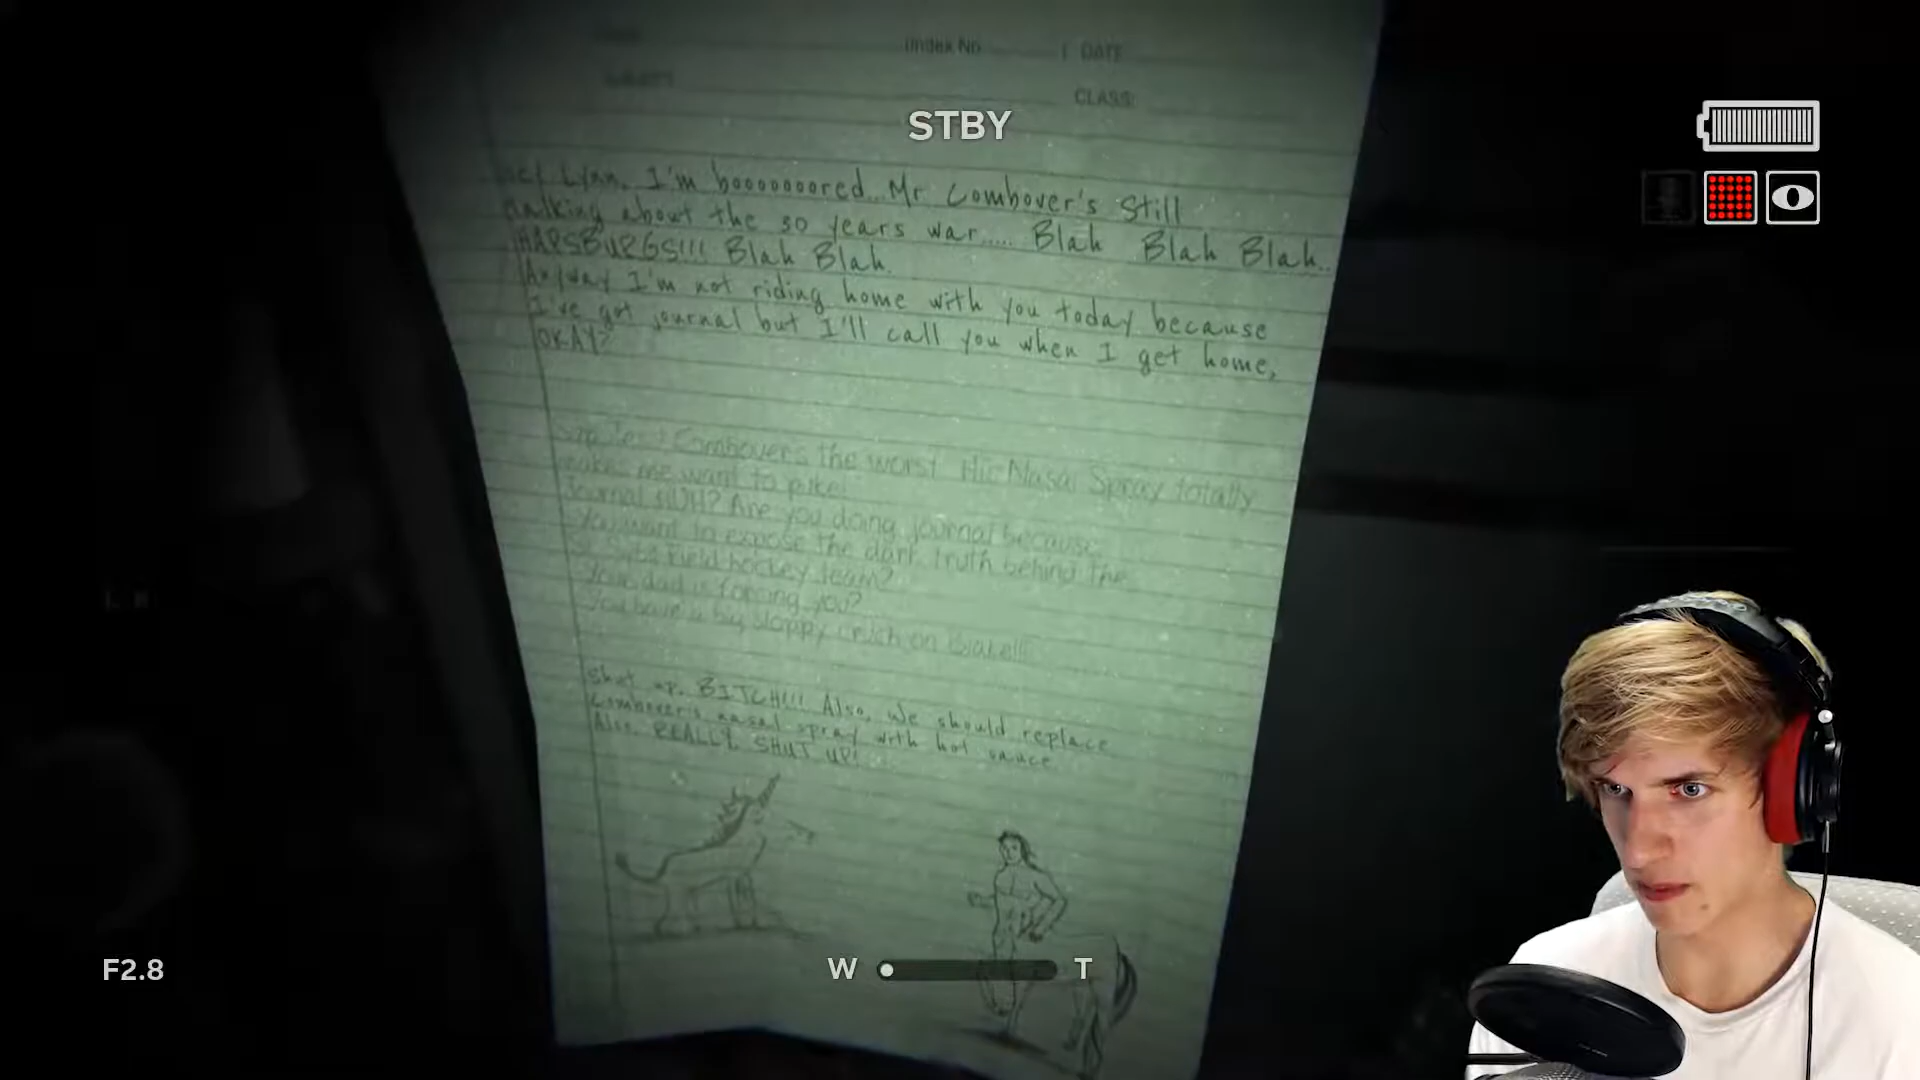 Index No
DATE
CLASS:
STBY
Lynn, I'm boooooooored... Mr Combover's Still
talking about the 30 years war..... Blah Blah Blah..
HAPSBURGS!!! Blah Blah.
Anyway I'm not riding home with you today because
I've got journal but I'll call you when I get home,
OKAY?
Combover's the worst. His Nasal Spray totally
makes me want to puke!
Journal HUH? Are you doing journal because
You want to expose the dark truth behind the
field hockey team?
Your dad is forcing you?
You have a big sloppy crush on Blake!!!
Shut up, BITCH!!! Also, we should replace
Combover's nasal spray with hot sauce
Also, REALLY, SHUT UP!
F2.8
W
T